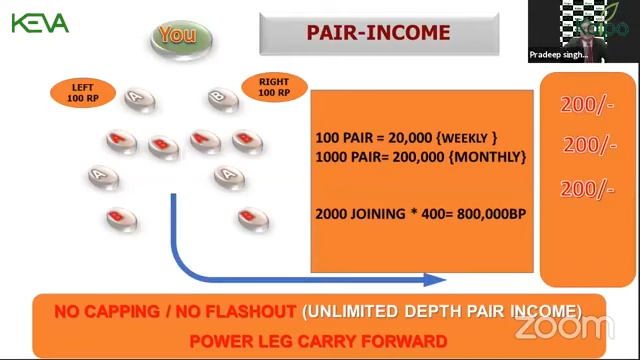 KEVA
You
PAIR-INCOME
Pradeep singh...
LEFT
100 RP
RIGHT
100 RP
A
B
A
B
A
B
A
A
B
B
100 PAIR = 20,000 {WEEKLY }
1000 PAIR= 200,000 {MONTHLY}
2000 JOINING * 400= 800,000BP
200/-
200/-
200/-
NO CAPPING / NO FLASHOUT (UNLIMITED DEPTH PAIR INCOME)
POWER LEG CARRY FORWARD
zoom